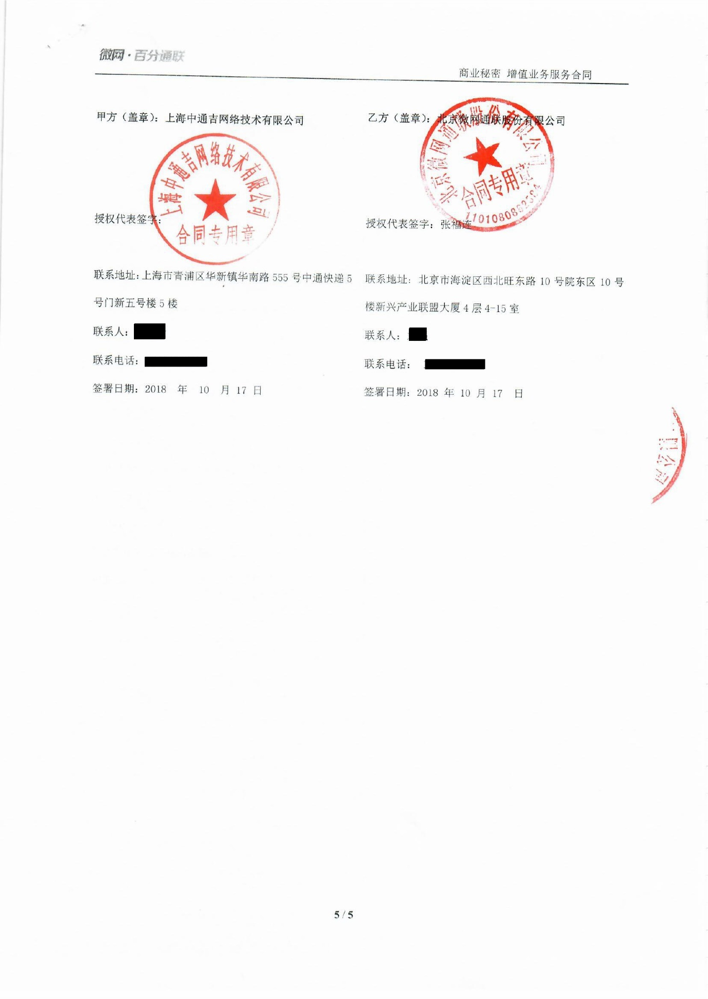 微网·百分通联
商业秘密 增值业务服务合同
甲方（盖章）：上海中通吉网络技术有限公司
乙方（盖章）：北京微网通联股份有限公司
上海中通吉网络技术有限公司
合同专用章
北京微网通联股份有限公司
合同专用章
授权代表签字：
授权代表签字：张福连
联系地址：上海市青浦区华新镇华南路 555 号中通快递 5
号门新五号楼 5 楼
联系地址：北京市海淀区西北旺东路 10 号院东区 10 号
楼新兴产业联盟大厦 4 层 4-15 室
联系人：
联系电话：
签署日期：2018 年 10 月 17 日
联系人：
联系电话：
签署日期：2018 年 10 月 17 日
限公司
5 / 5